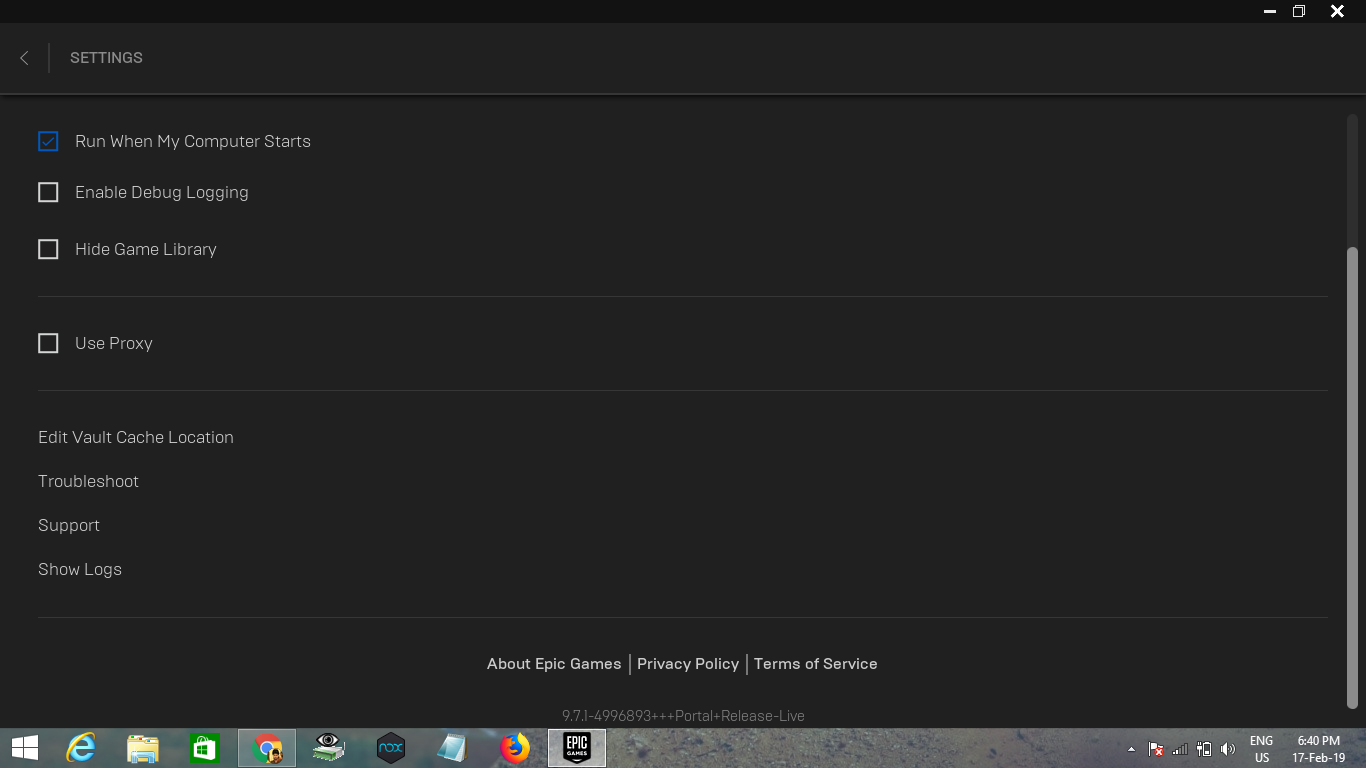 SETTINGS
Run When My Computer Starts
Enable Debug Logging
Hide Game Library
Use Proxy
Edit Vault Cache Location
Troubleshoot
Support
Show Logs
About Epic Games | Privacy Policy | Terms of Service
9.7.1-4996893+++Portal+Release-Live
nox
EPIC
GAMES
ENG
US
6:40 PM
17-Feb-19